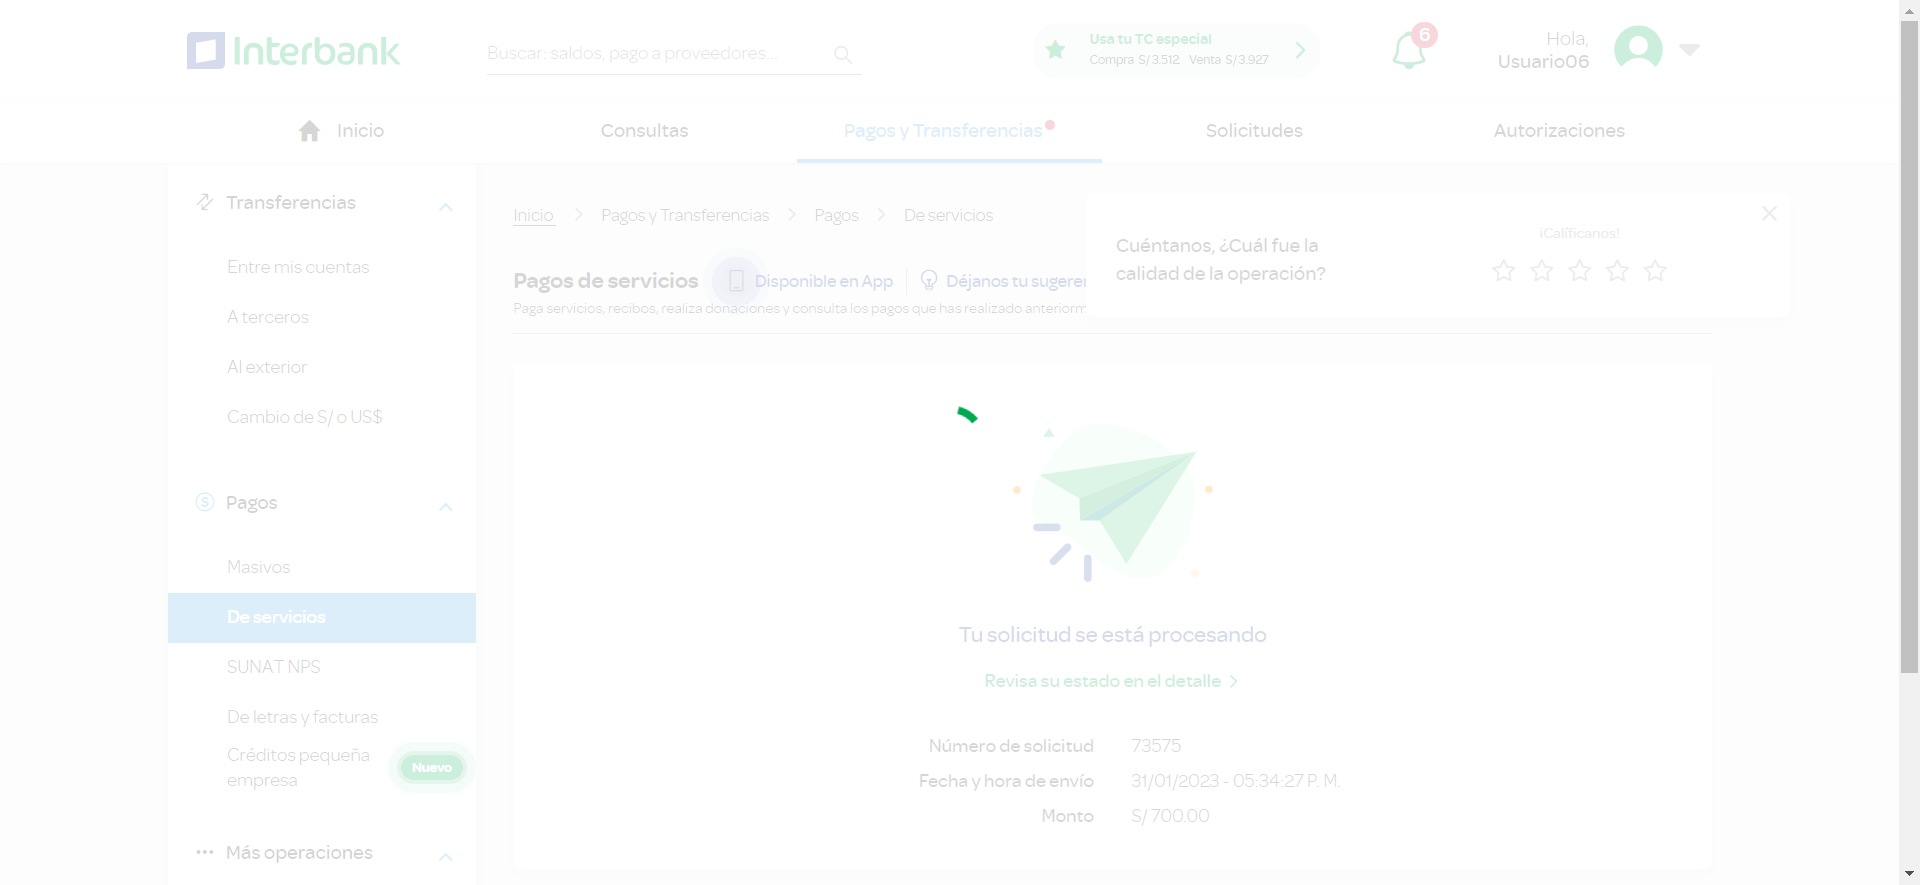 Interbank
Buscar: saldos, pago a proveedores...
Usa tu TC especial
Compra S/3.512 Venta S/3.927
6
Hola,
Usuario06
Inicio
Consultas
Pagos y Transferencias
Solicitudes
Autorizaciones
Transferencias
Entre mis cuentas
A terceros
Al exterior
Cambio de S/ o US$
Pagos
Masivos
De servicios
SUNAT NPS
De letras y facturas
Créditos pequeña
empresa
Nuevo
Más operaciones
Inicio > Pagos y Transferencias > Pagos > De servicios
Pagos de servicios
Disponible en App
Déjanos tu sugeren
Paga servicios, recibos, realiza donaciones y consulta los pagos que has realizado anteriorm
Cuéntanos, ¿Cuál fue la
calidad de la operación?
¡Califícanos!
Tu solicitud se está procesando
Revisa su estado en el detalle >
Número de solicitud 73575
Fecha y hora de envío 31/01/2023 - 05:34:27 P. M.
Monto S/ 700.00